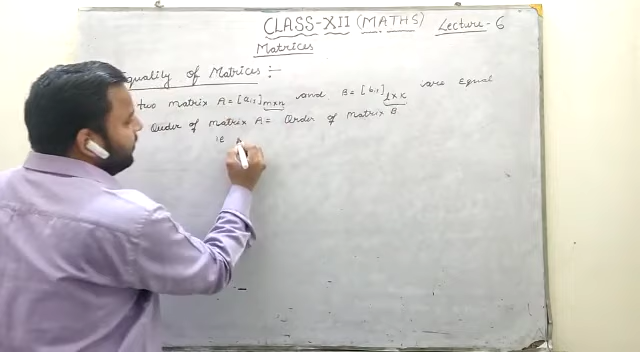 CLASS-XII (MATHS) Lecture-6
Matrices
quality of Matrices :-
two matrix A = [aij]m×n and B = [bij]l×k are Equal
Order of matrix A = Order of matrix B
ie